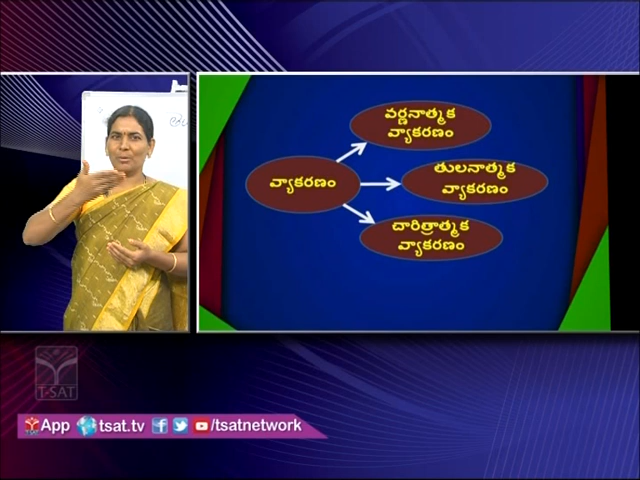 వర్ణనాత్మక
వ్యాకరణం
వ్యాకరణం
తులనాత్మక
వ్యాకరణం
చారిత్రాత్మక
వ్యాకరణం
T-SAT
App tsat.tv /tsatnetwork